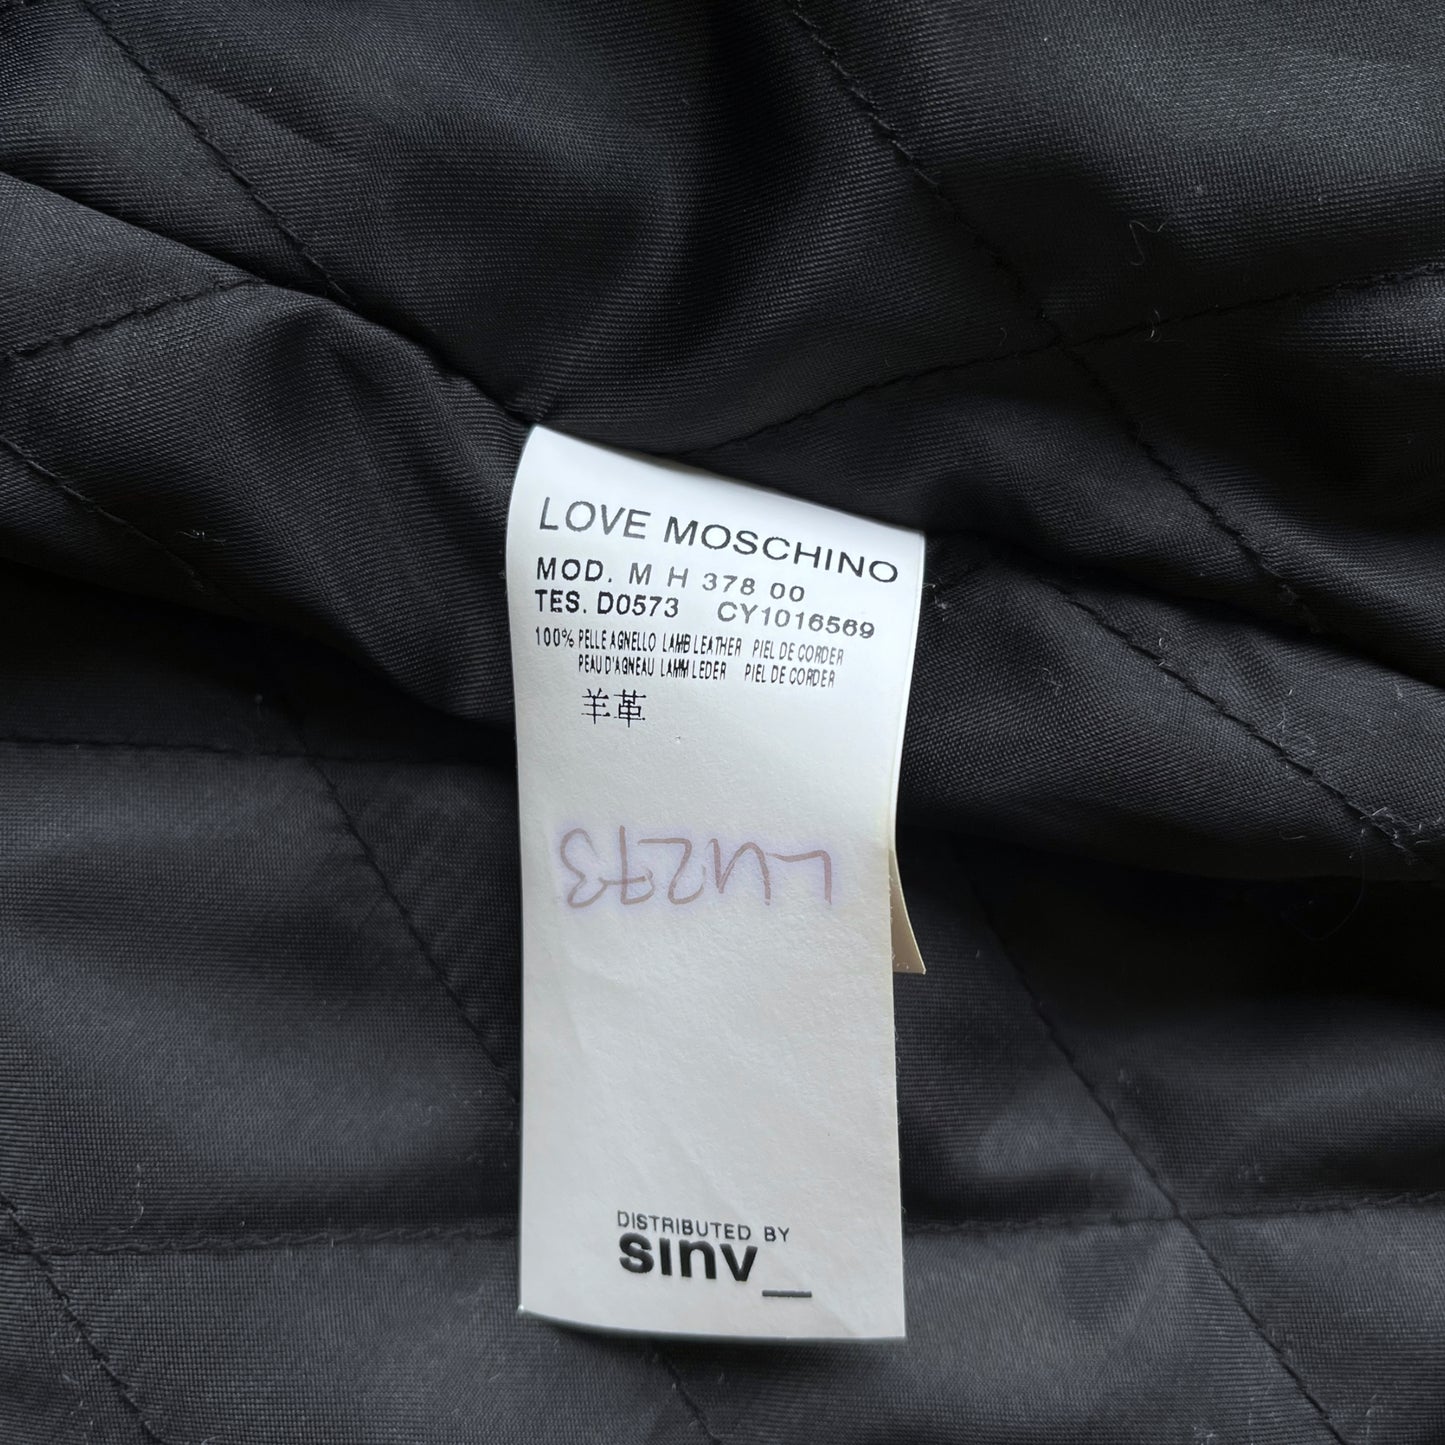 LOVE MOSCHINO
MOD. M H 378 00
TES. D0573 CY1016569
100% PELLE AGNELLO LAMB LEATHER PIEL DE CORDER
PEAU D'AGNEAU LAMM LEDER PIEL DE CORDER
羊革
LU273
DISTRIBUTED BY
sınv_